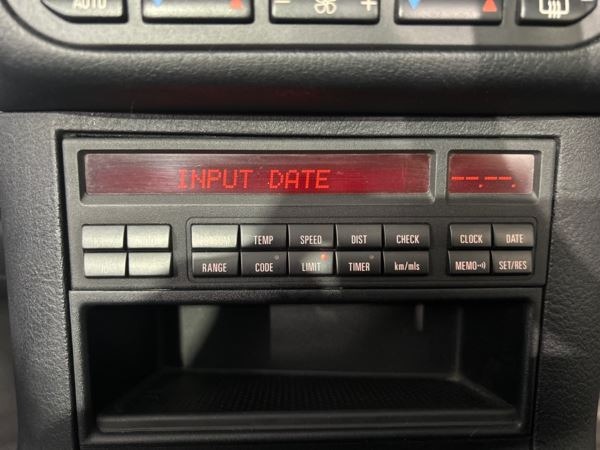 AUTO
− +
INPUT DATE --.--.
TEMP SPEED DIST CHECK CLOCK DATE
RANGE CODE LIMIT TIMER km/mls MEMO SET/RES